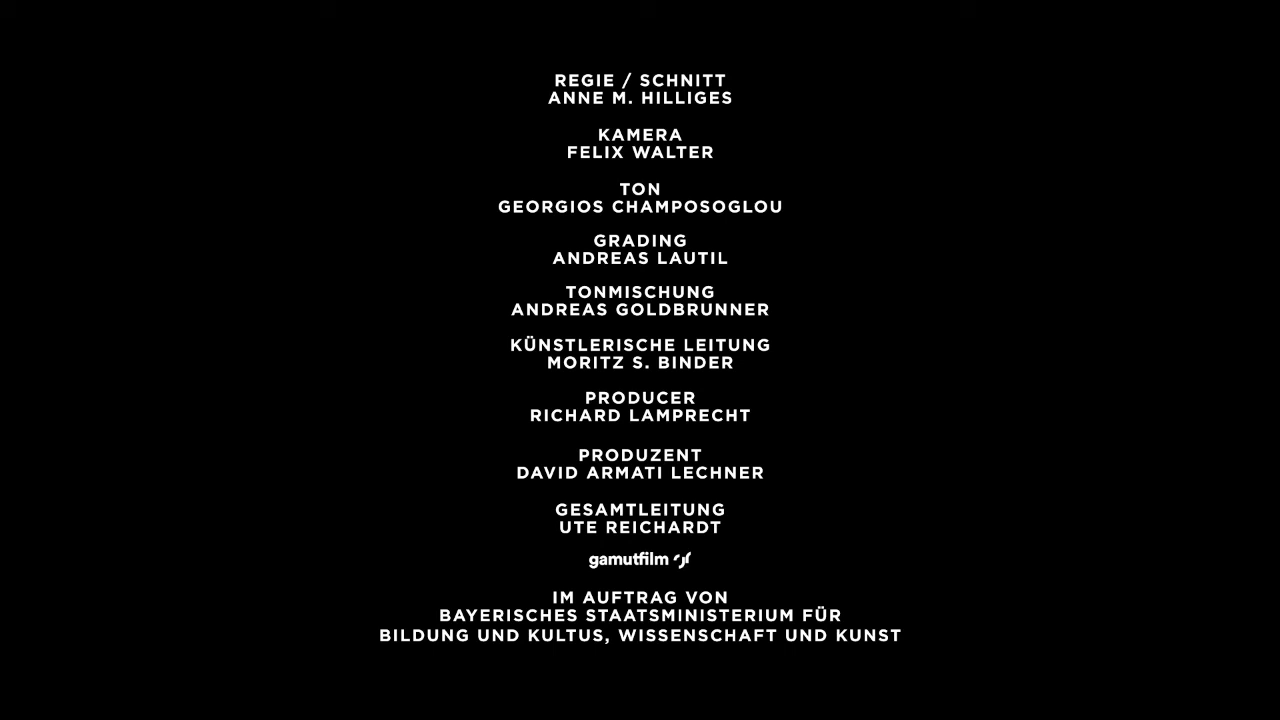 REGIE / SCHNITT
ANNE M. HILLIGES
KAMERA
FELIX WALTER
TON
GEORGIOS CHAMPOSOGLOU
GRADING
ANDREAS LAUTIL
TONMISCHUNG
ANDREAS GOLDBRUNNER
KÜNSTLERISCHE LEITUNG
MORITZ S. BINDER
PRODUCER
RICHARD LAMPRECHT
PRODUZENT
DAVID ARMATI LECHNER
GESAMTLEITUNG
UTE REICHARDT
gamutfilm gf
IM AUFTRAG VON
BAYERISCHES STAATSMINISTERIUM FÜR
BILDUNG UND KULTUS, WISSENSCHAFT UND KUNST